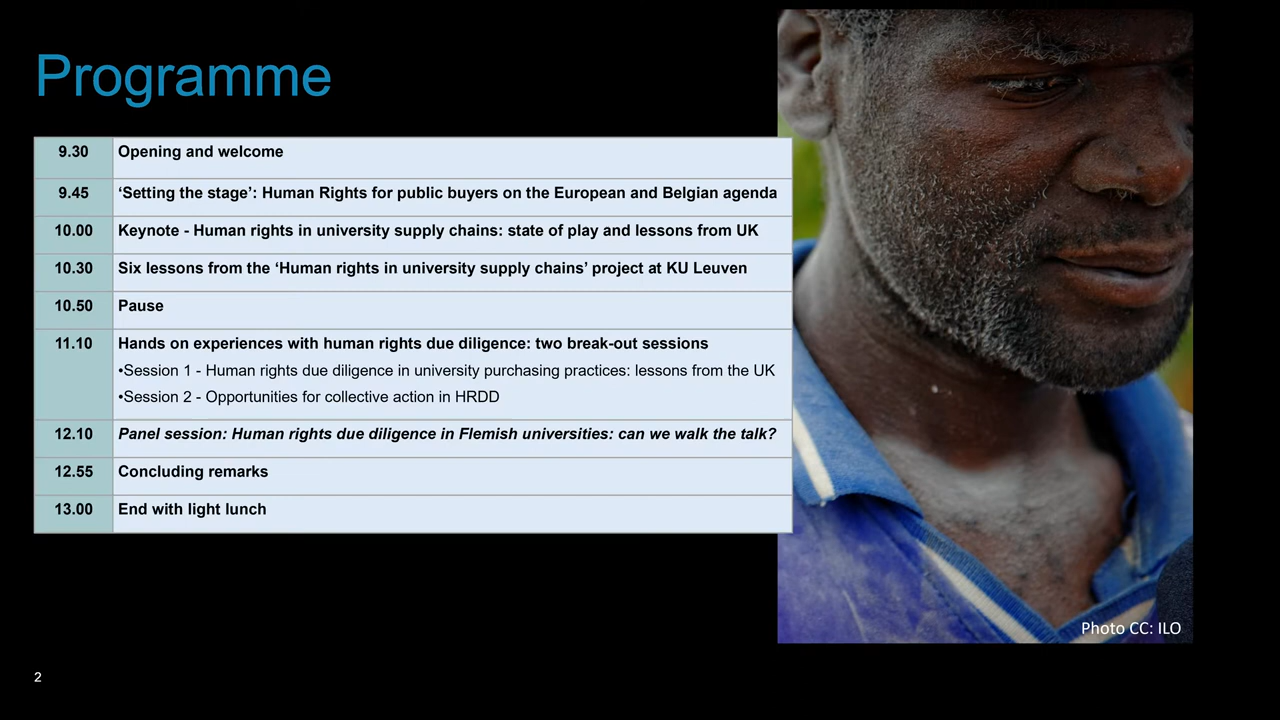 Programme
9.30 Opening and welcome
9.45 ‘Setting the stage’: Human Rights for public buyers on the European and Belgian agenda
10.00 Keynote - Human rights in university supply chains: state of play and lessons from UK
10.30 Six lessons from the ‘Human rights in university supply chains’ project at KU Leuven
10.50 Pause
11.10 Hands on experiences with human rights due diligence: two break-out sessions
•Session 1 - Human rights due diligence in university purchasing practices: lessons from the UK
•Session 2 - Opportunities for collective action in HRDD
12.10 Panel session: Human rights due diligence in Flemish universities: can we walk the talk?
12.55 Concluding remarks
13.00 End with light lunch
Photo CC: ILO
2